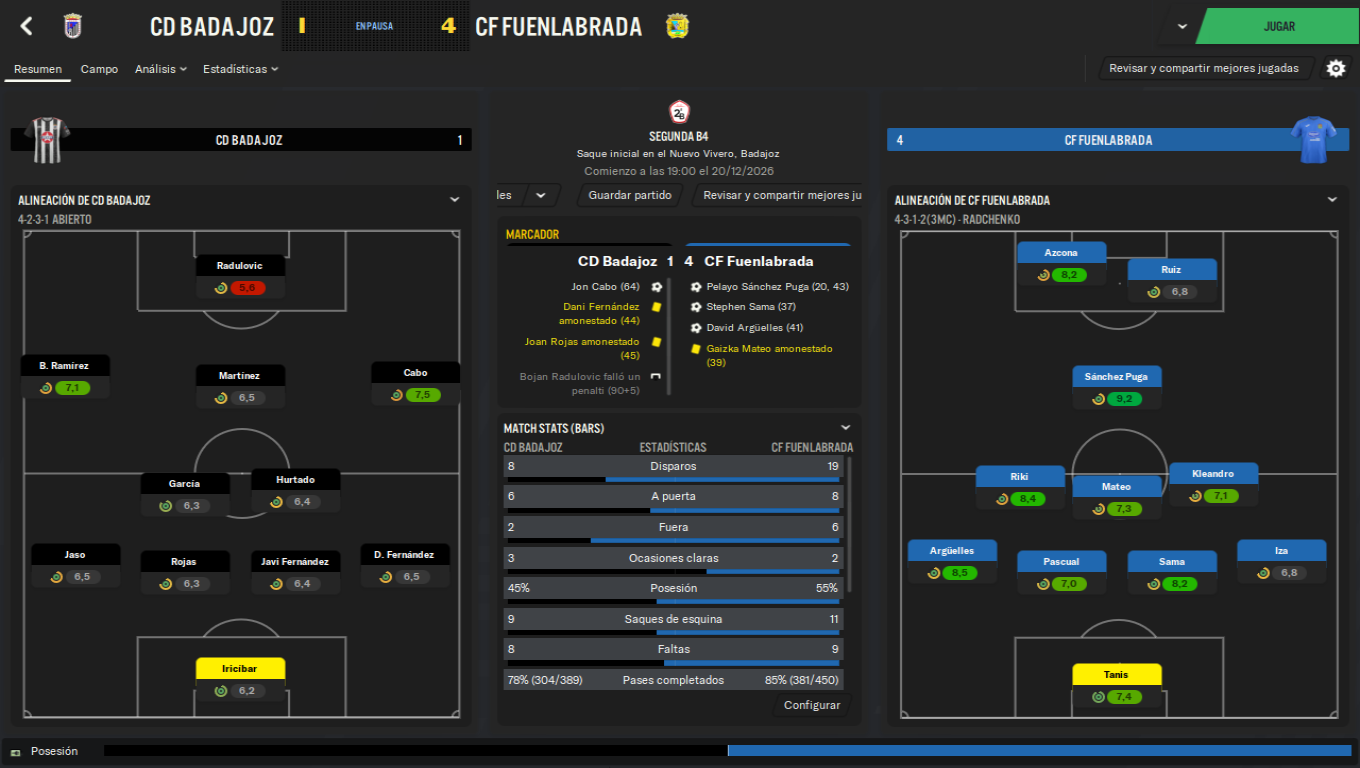 CD BADAJOZ 1 EN PAUSA 4 CF FUENLABRADA
JUGAR
Resumen Campo Análisis Estadísticas
Revisar y compartir mejores jugadas
CD BADAJOZ 1
ALINEACIÓN DE CD BADAJOZ
4-2-3-1 ABIERTO
Radulovic
5,6
B. Ramírez
7,1
Martínez
6,5
Cabo
7,5
García
6,3
Hurtado
6,4
Jaso
6,5
Rojas
6,3
Javi Fernández
6,4
D. Fernández
6,5
Iricibar
6,2
2ªB
SEGUNDA B4
Saque inicial en el Nuevo Vivero, Badajoz
Comienzo a las 19:00 el 20/12/2026
les
Guardar partido
Revisar y compartir mejores ju
MARCADOR
CD Badajoz 1 4 CF Fuenlabrada
Jon Cabo (64)
Dani Fernández
amonestado (44)
Joan Rojas amonestado
(45)
Bojan Radulovic falló un
penalti (90+5)
Pelayo Sánchez Puga (20, 43)
Stephen Sama (37)
David Argüelles (41)
Gaizka Mateo amonestado
(39)
MATCH STATS (BARS)
CD BADAJOZ ESTADÍSTICAS CF FUENLABRADA
8 Disparos 19
6 A puerta 8
2 Fuera 6
3 Ocasiones claras 2
45% Posesión 55%
9 Saques de esquina 11
8 Faltas 9
78% (304/389) Pases completados 85% (381/450)
Configurar
4 CF FUENLABRADA
ALINEACIÓN DE CF FUENLABRADA
4-3-1-2(3MC) - RADCHENKO
Azcona
8,2
Ruiz
6,8
Sánchez Puga
9,2
Riki
8,4
Mateo
7,3
Kleandro
7,1
Argüelles
8,5
Pascual
7,0
Sama
8,2
Iza
6,8
Tanis
7,4
Posesión